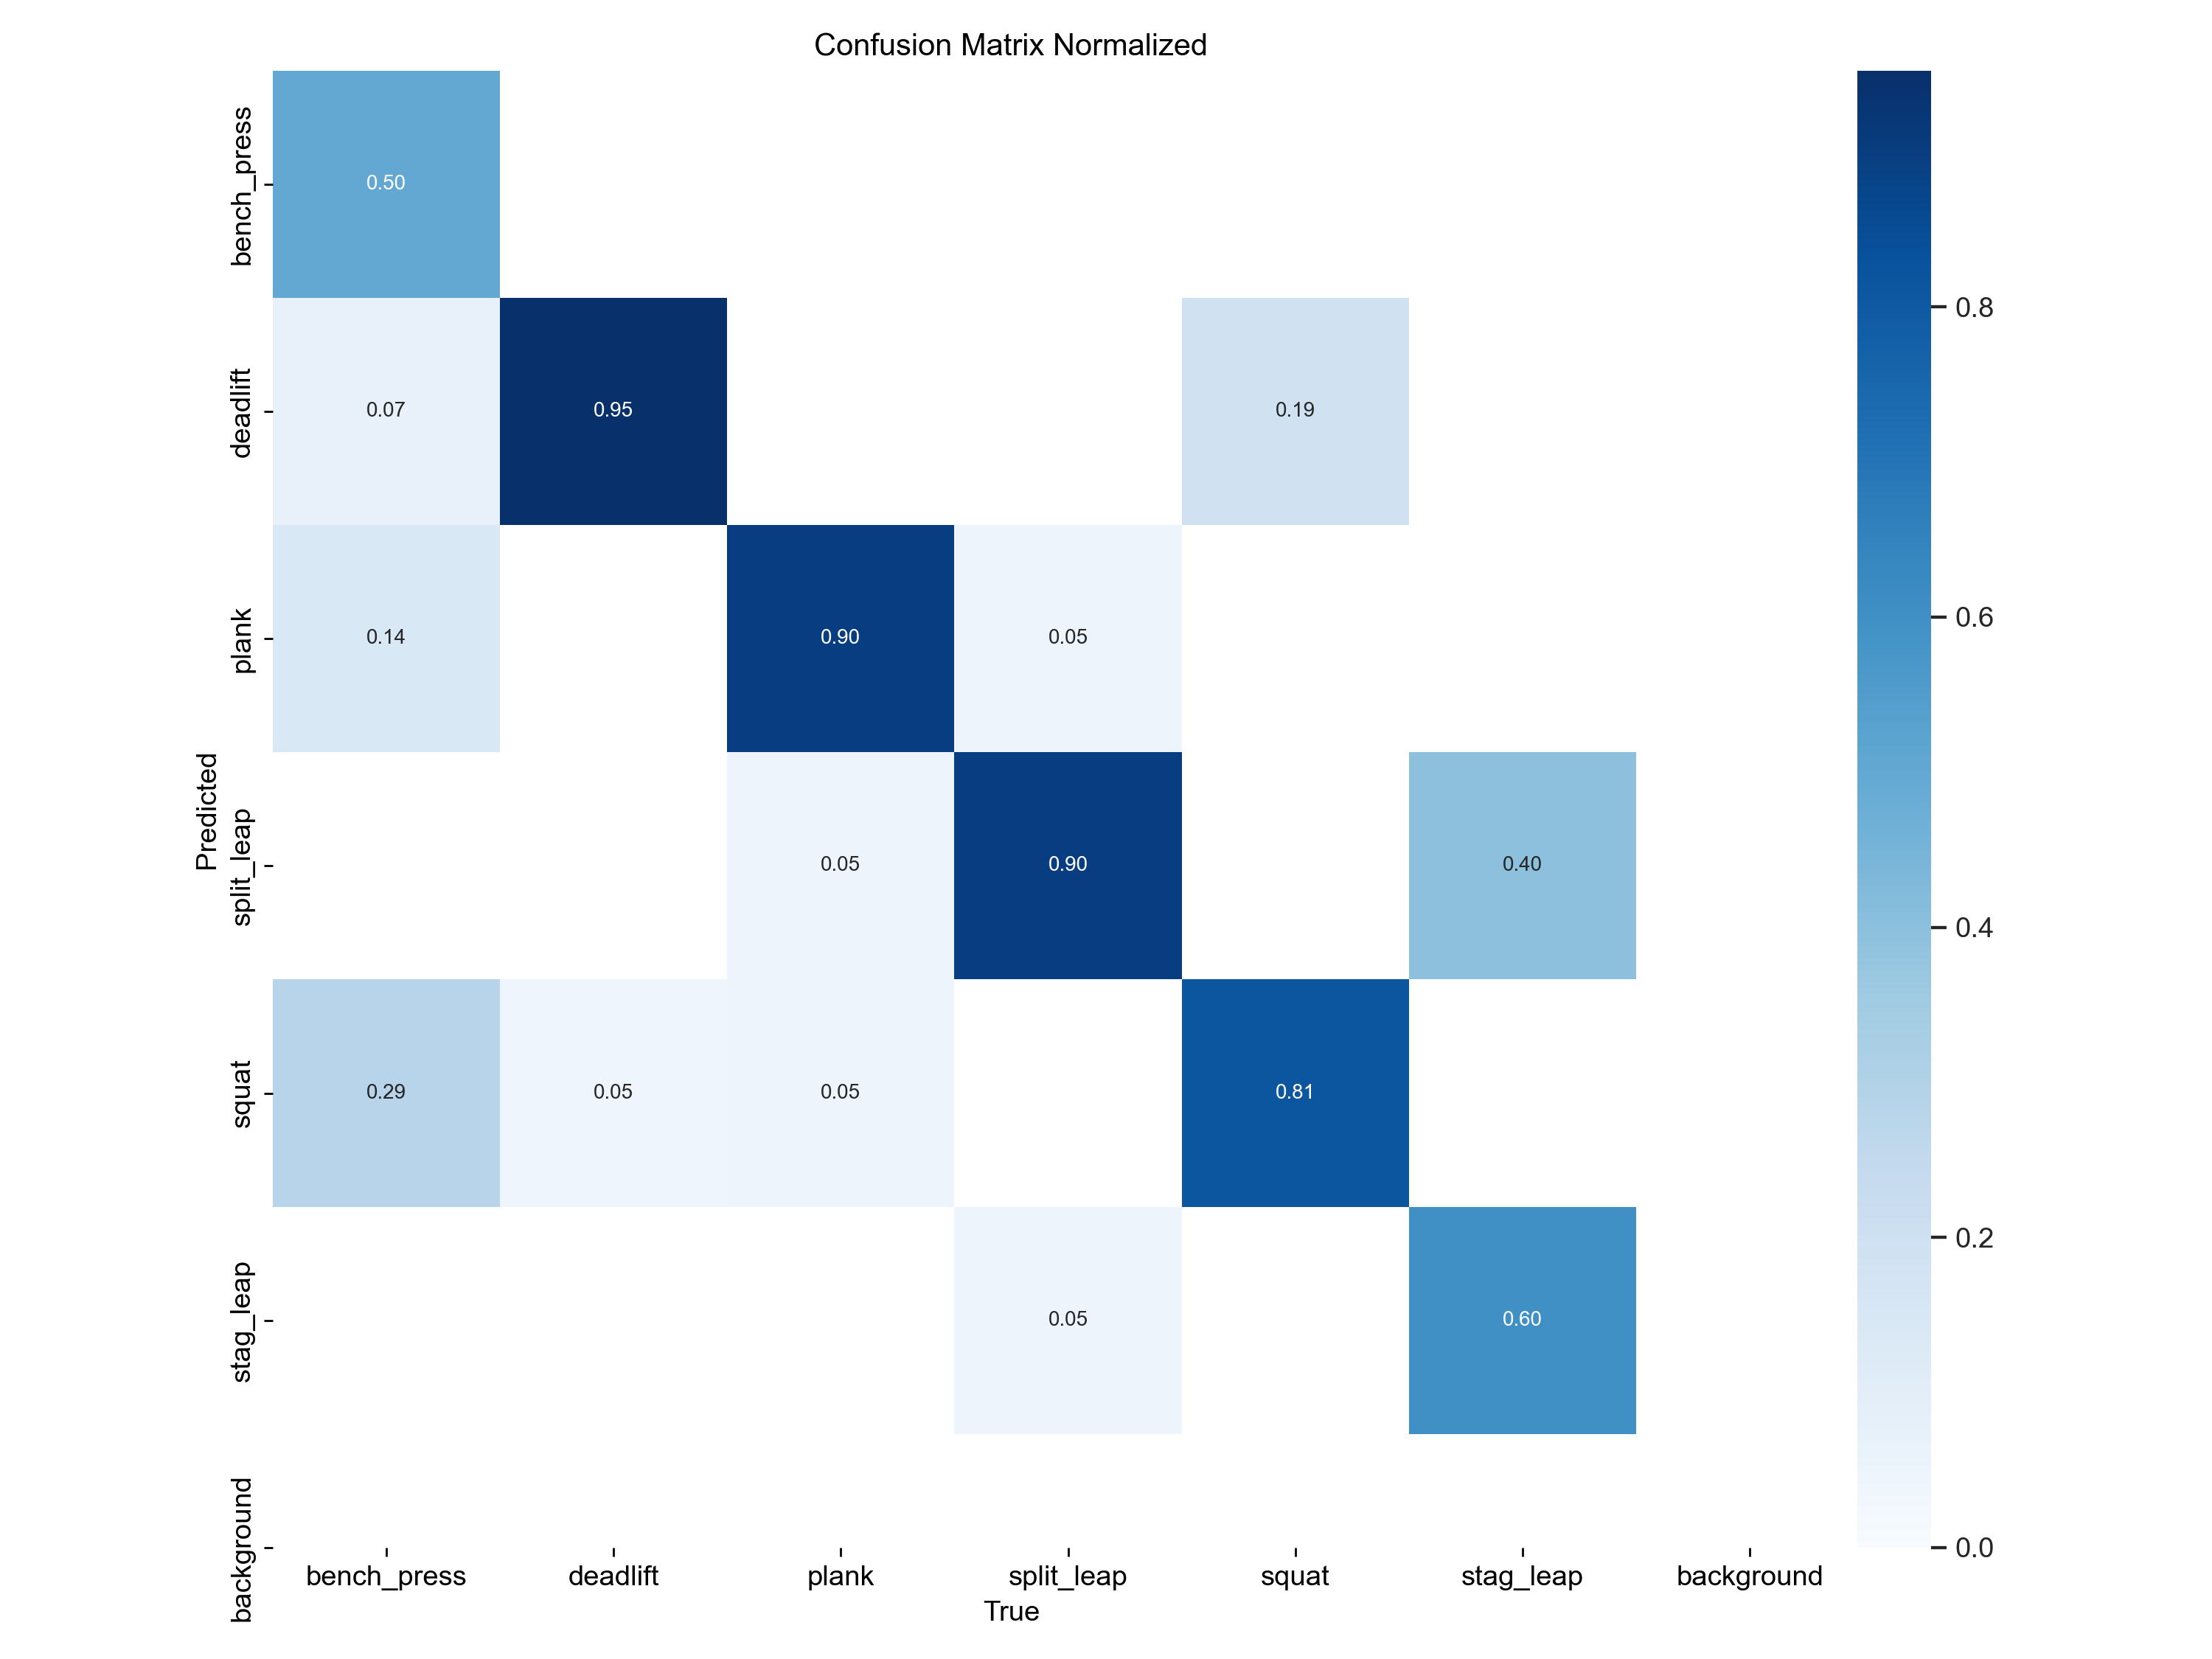 Confusion Matrix Normalized
bench_press
0.50
deadlift
0.07
0.95
0.19
0.8
plank
0.14
0.90
0.05
0.6
Predicted
split_leap
0.05
0.90
0.40
0.4
squat
0.29
0.05
0.05
0.81
0.2
stag_leap
0.05
0.60
background
0.0
bench_press deadlift plank split_leap squat stag_leap background
True